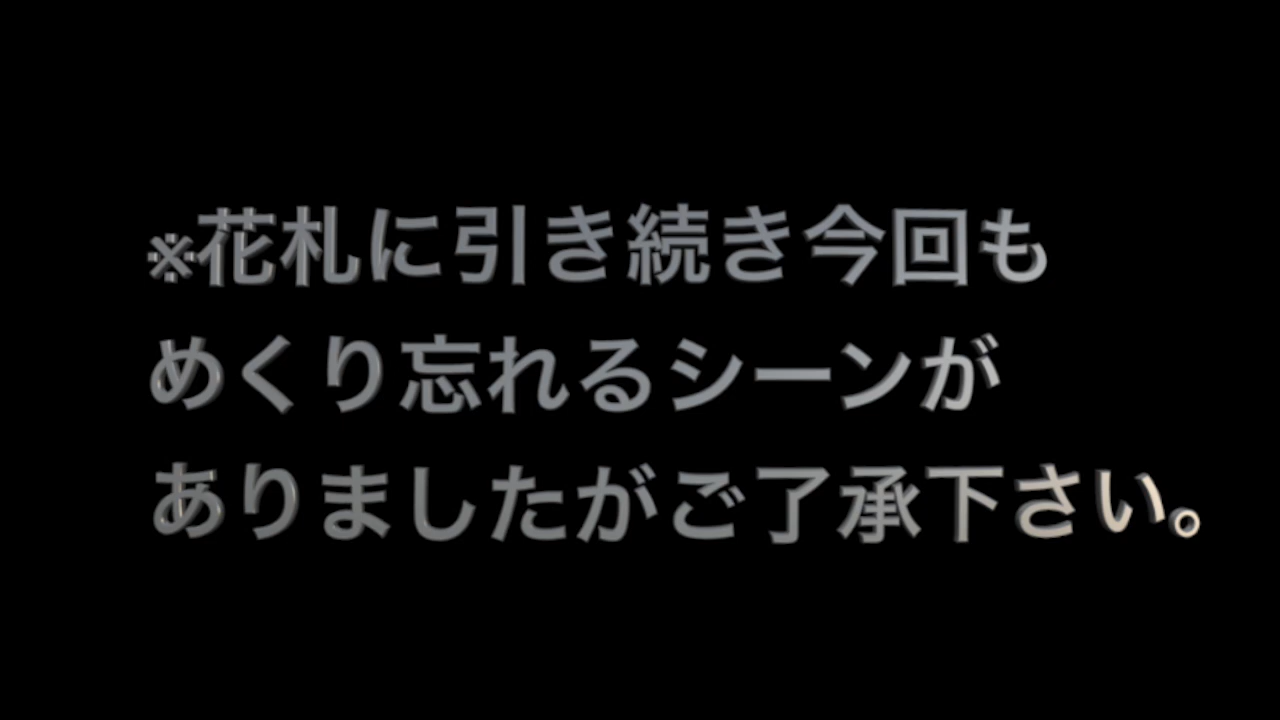 ※花札に引き続き今回も
めくり忘れるシーンが
ありましたがご了承下さい。